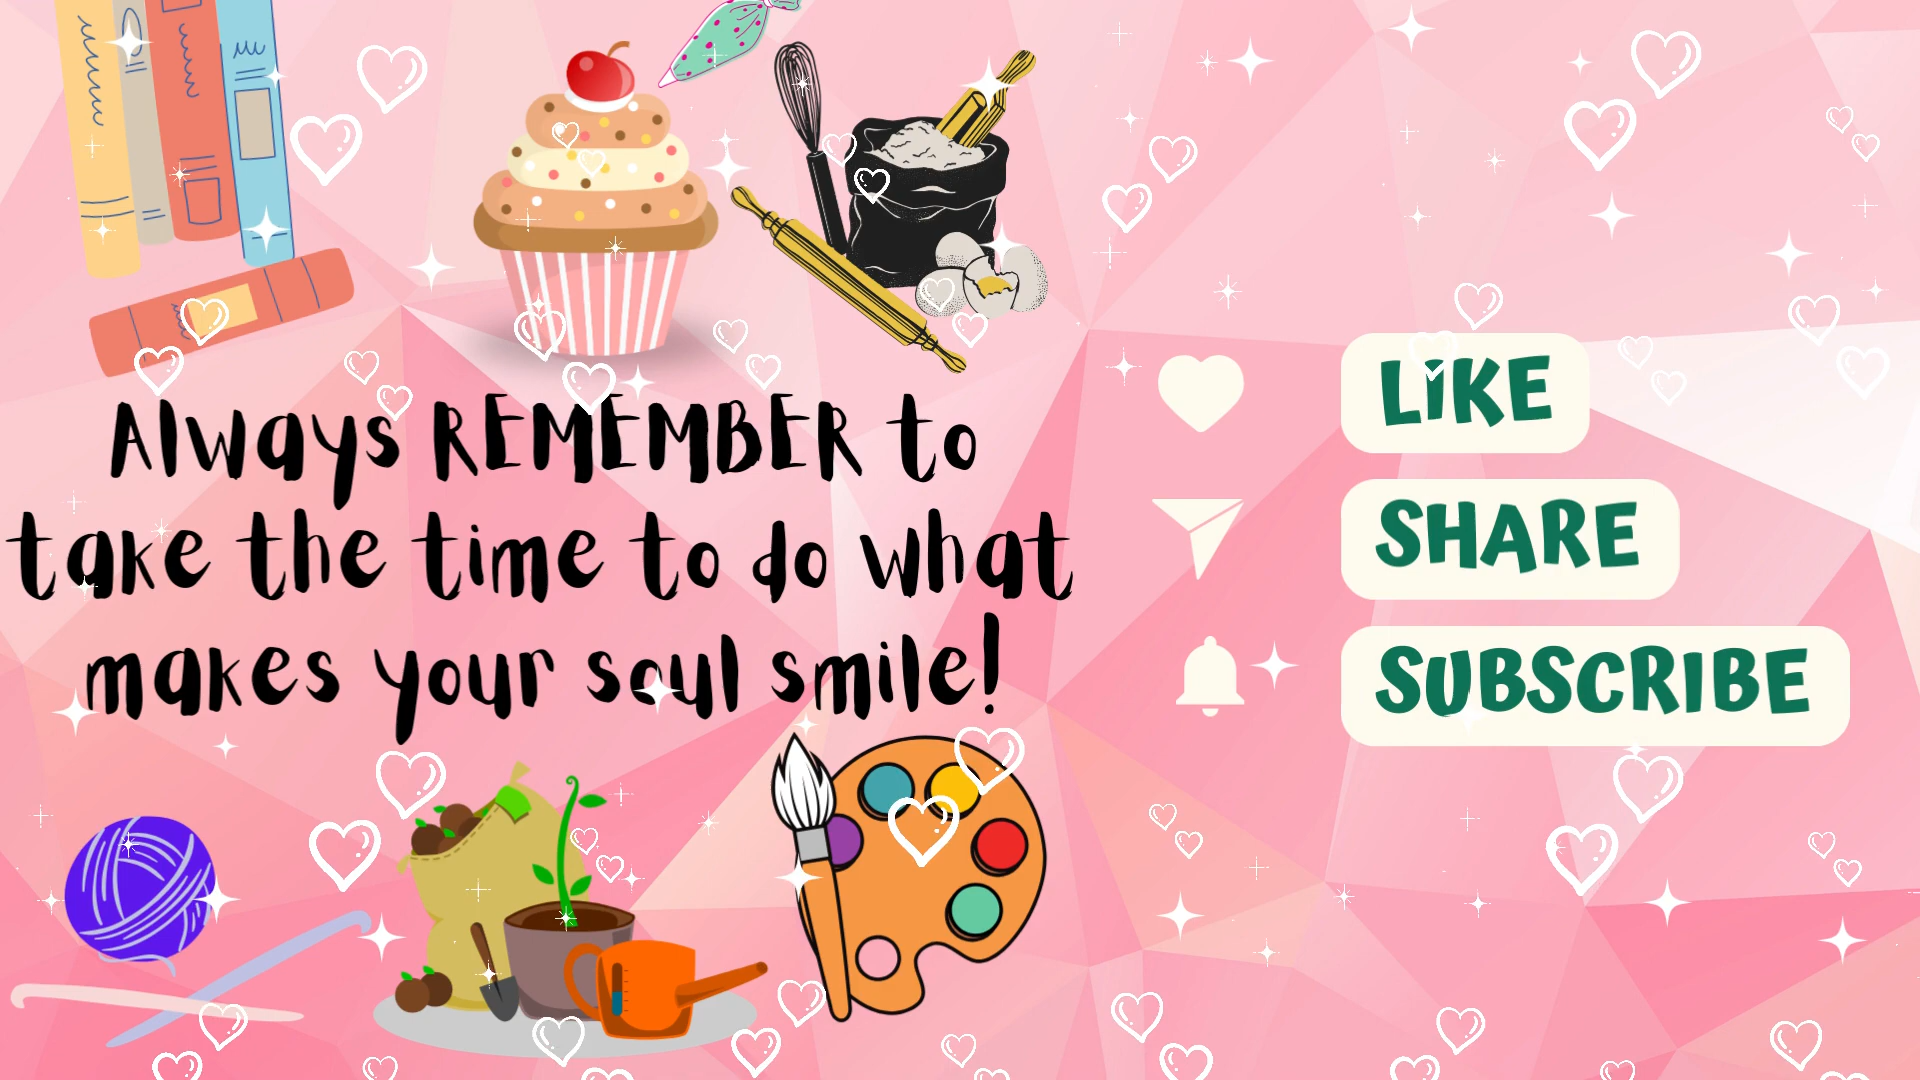 Always REMEMBER to
take the time to do what
makes your soul smile!
LIKE
SHARE
SUBSCRIBE